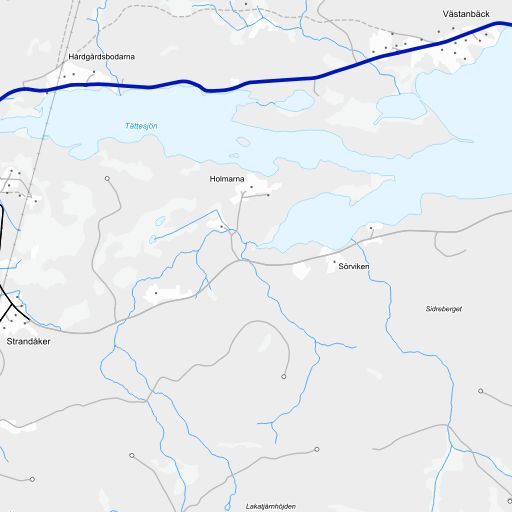 Västanbäck
Hårdgårdsbodarna
Tättesjön
Holmarna
Sörviken
Sidreberget
Strandåker
Lakatjärnhöjden